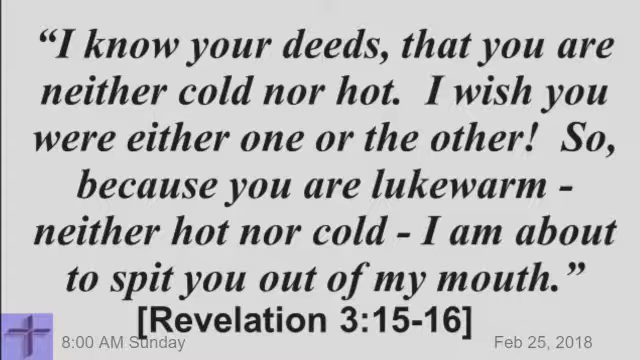 “I know your deeds, that you are
neither cold nor hot.  I wish you
were either one or the other!  So,
because you are lukewarm -
neither hot nor cold - I am about
to spit you out of my mouth.”
[Revelation 3:15-16]
8:00 AM Sunday
Feb 25, 2018